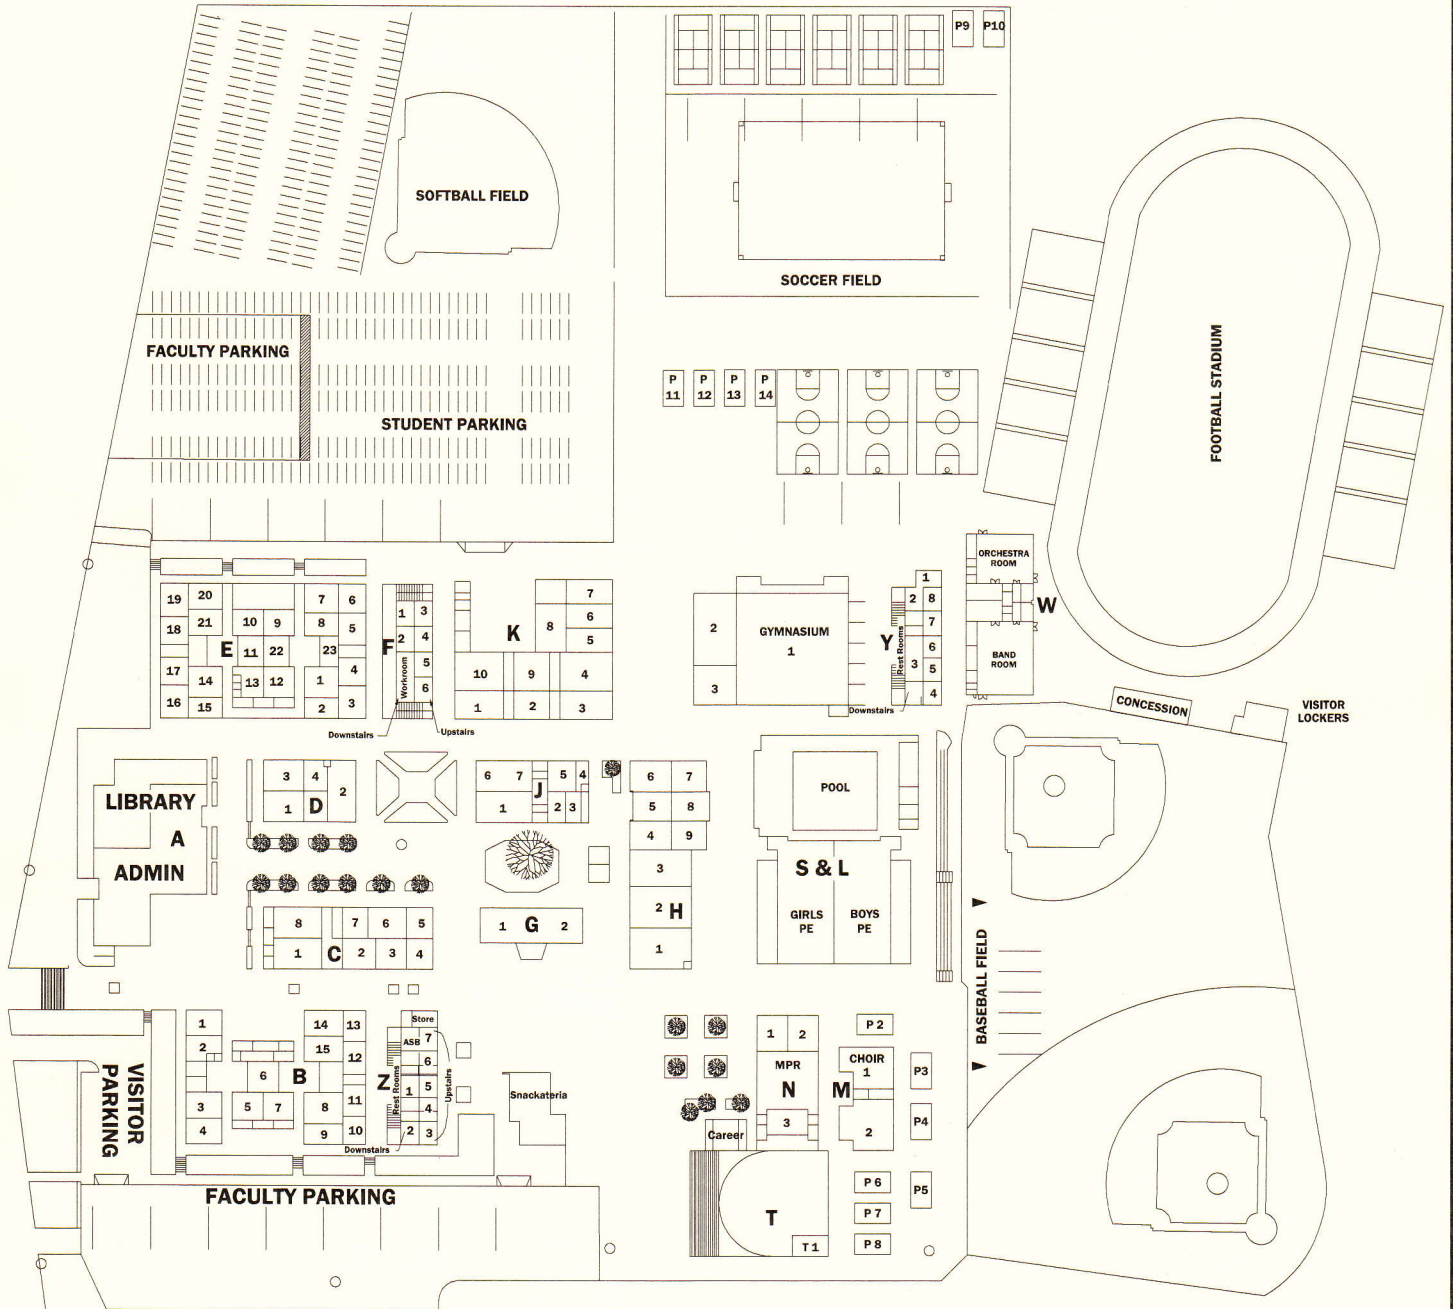 P9
P10
SOFTBALL FIELD
SOCCER FIELD
FACULTY PARKING
STUDENT PARKING
P
11
P
12
P
13
P
14
FOOTBALL STADIUM
ORCHESTRA
ROOM
W
BAND
ROOM
19
20
18
21
17
16
14
15
E
10
9
11
22
13
12
7
6
8
5
23
4
1
2
3
F
1
3
2
4
5
6
Workroom
Downstairs
Upstairs
K
7
6
8
5
10
9
4
1
2
3
2
GYMNASIUM
1
3
Y
1
2
8
7
6
3
5
4
Rest Rooms
Downstairs
CONCESSION
VISITOR
LOCKERS
LIBRARY
A
ADMIN
3
4
2
1
D
6
7
J
5
4
1
2
3
6
7
5
8
4
9
3
2
H
1
POOL
S & L
GIRLS
PE
BOYS
PE
8
7
6
5
1
C
2
3
4
1
G
2
BASEBALL FIELD
VISITOR
PARKING
1
2
3
4
14
13
15
12
6
B
11
5
7
8
9
10
Store
ASB
7
Z
6
1
5
4
2
3
Rest Rooms
Upstairs
Downstairs
Snackateria
1
2
MPR
N
3
Career
CHOIR
1
M
2
P 2
P3
P4
P5
P 6
P 7
P 8
T
T 1
FACULTY PARKING